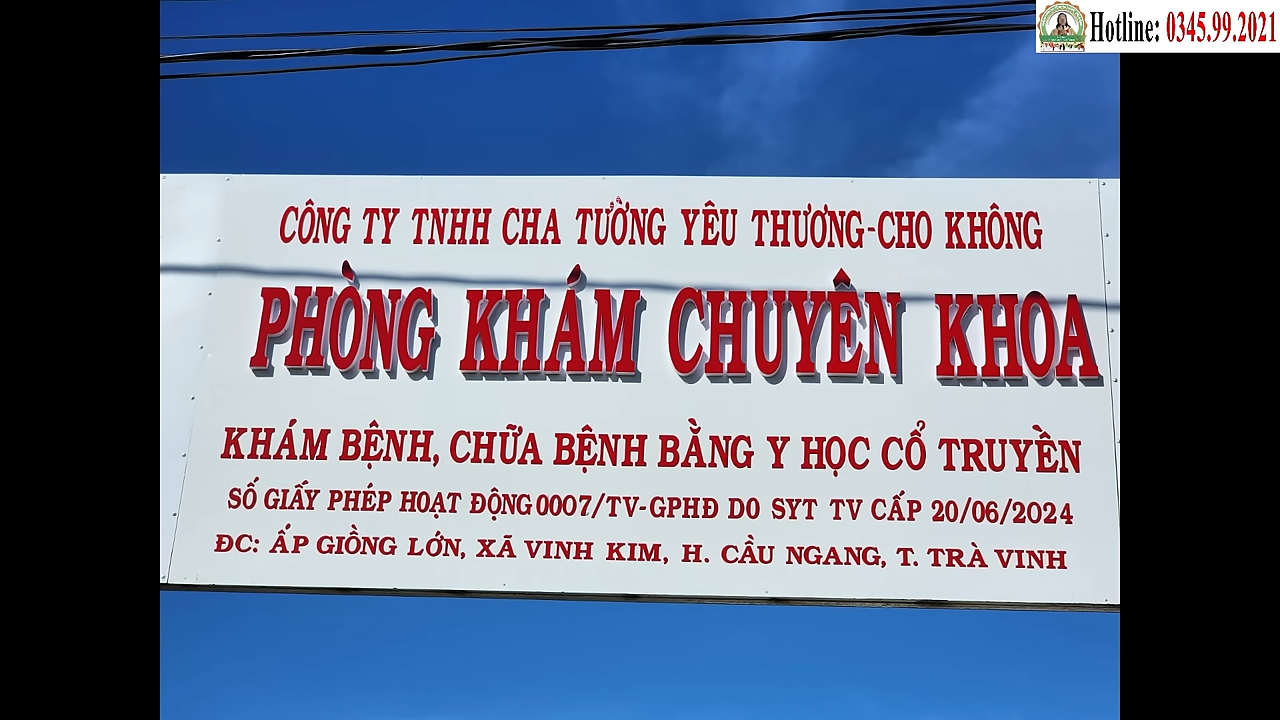 Hotline: 0345.99.2021
CÔNG TY TNHH CHA TƯỞNG YÊU THƯƠNG-CHO KHÔNG
PHÒNG KHÁM CHUYÊN KHOA
KHÁM BỆNH, CHỮA BỆNH BẰNG Y HỌC CỔ TRUYỀN
SỐ GIẤY PHÉP HOẠT ĐỘNG 0007/TV-GPHĐ DO SYT TV CẤP 20/06/2024
ĐC: ẤP GIỒNG LỚN, XÃ VINH KIM, H. CẦU NGANG, T. TRÀ VINH